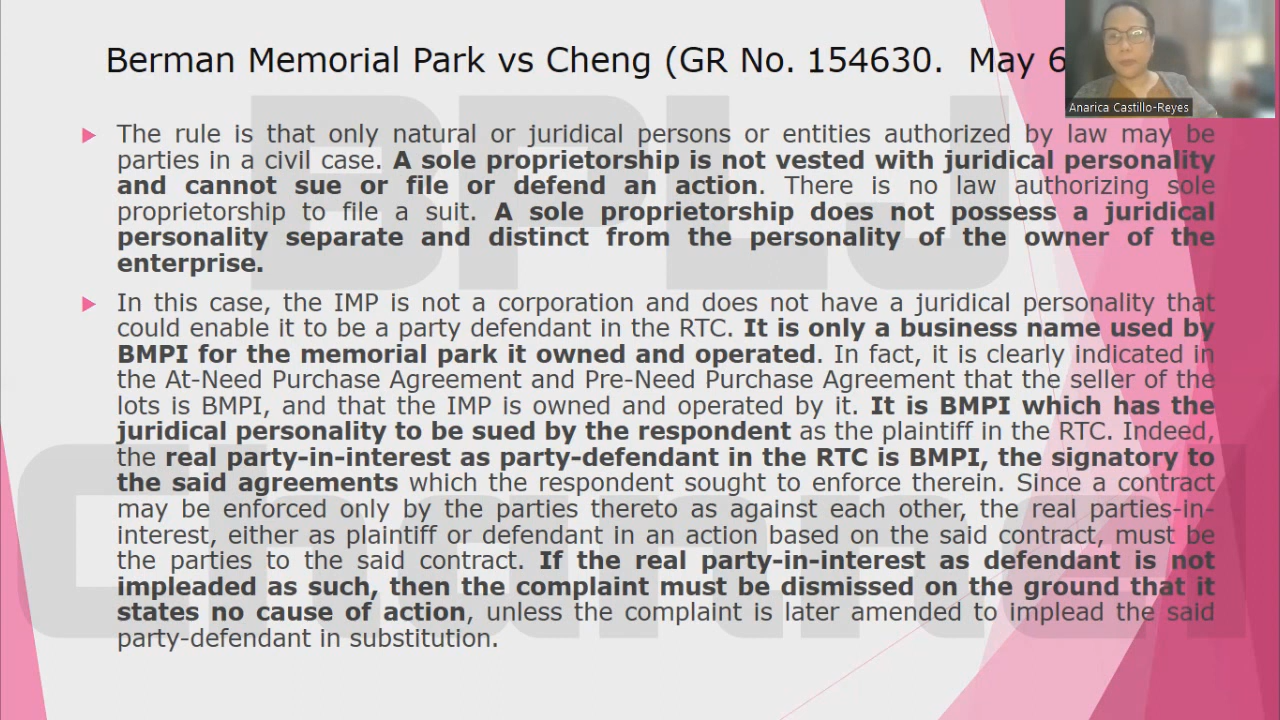 Berman Memorial Park vs Cheng (GR No. 154630. May 6
Anarica Castillo-Reyes
The rule is that only natural or juridical persons or entities authorized by law may be
parties in a civil case. A sole proprietorship is not vested with juridical personality
and cannot sue or file or defend an action. There is no law authorizing sole
proprietorship to file a suit. A sole proprietorship does not possess a juridical
personality separate and distinct from the personality of the owner of the
enterprise.
In this case, the IMP is not a corporation and does not have a juridical personality that
could enable it to be a party defendant in the RTC. It is only a business name used by
BMPI for the memorial park it owned and operated. In fact, it is clearly indicated in
the At-Need Purchase Agreement and Pre-Need Purchase Agreement that the seller of the
lots is BMPI, and that the IMP is owned and operated by it. It is BMPI which has the
juridical personality to be sued by the respondent as the plaintiff in the RTC. Indeed,
the real party-in-interest as party-defendant in the RTC is BMPI, the signatory to
the said agreements which the respondent sought to enforce therein. Since a contract
may be enforced only by the parties thereto as against each other, the real parties-in-
interest, either as plaintiff or defendant in an action based on the said contract, must be
the parties to the said contract. If the real party-in-interest as defendant is not
impleaded as such, then the complaint must be dismissed on the ground that it
states no cause of action, unless the complaint is later amended to implead the said
party-defendant in substitution.
BPLJ
Channel